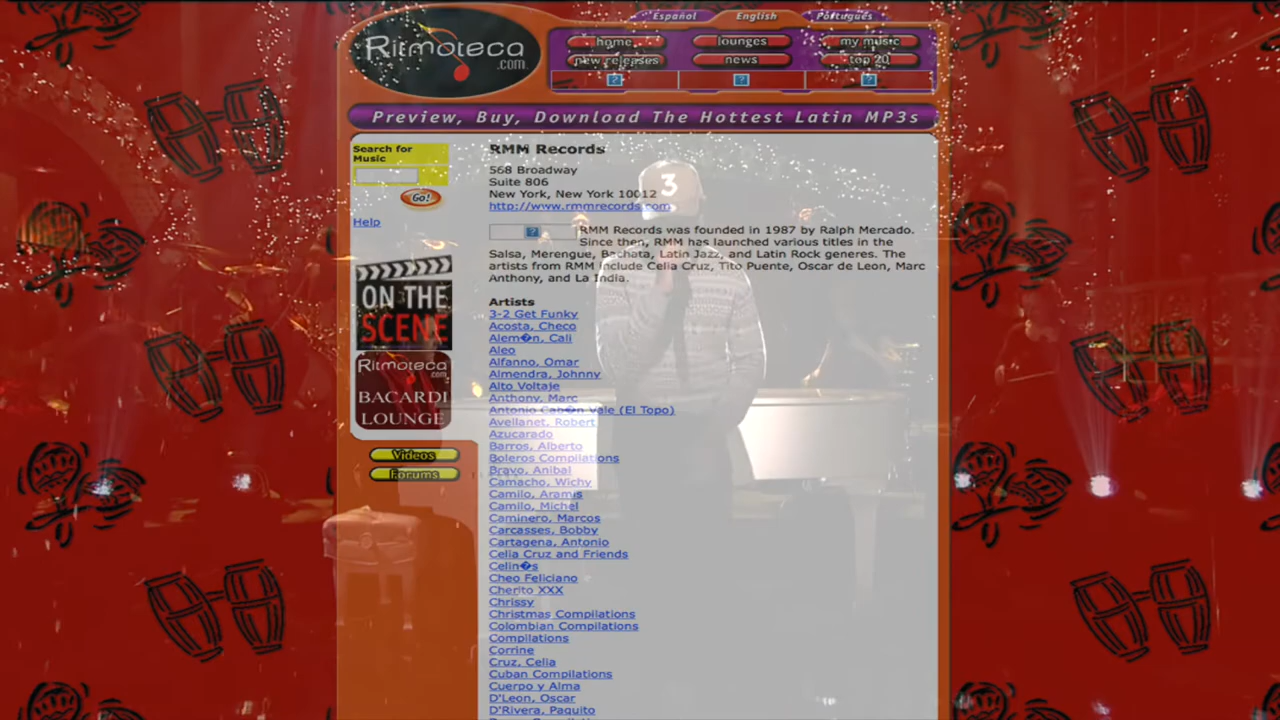 Español English Português
Ritmoteca
.com
home lounges my music
new releases news top 20
Preview, Buy, Download The Hottest Latin MP3s
Search for
Music
Go!
Help
ON THE
SCENE
Ritmoteca
.com
BACARDI
LOUNGE
Videos
Forums
RMM Records
568 Broadway
Suite 806
New York, New York 10012
http://www.rmmrecords.com
RMM Records was founded in 1987 by Ralph Mercado.
Since then, RMM has launched various titles in the
Salsa, Merengue, Bachata, Latin Jazz, and Latin Rock generes. The
artists from RMM include Celia Cruz, Tito Puente, Oscar de Leon, Marc
Anthony, and La India.
3
Artists
3-2 Get Funky
Acosta, Checo
Alem�n, Cali
Aleo
Alfanno, Omar
Almendra, Johnny
Alto Voltaje
Anthony, Marc
Antonio Cab�n Vale (El Topo)
Avellanet, Robert
Azucarado
Barros, Alberto
Boleros Compilations
Bravo, Anibal
Camacho, Wichy
Camilo, Aramis
Camilo, Michel
Caminero, Marcos
Carcasses, Bobby
Cartagena, Antonio
Celia Cruz and Friends
Celin�s
Cheo Feliciano
Cherito XXX
Chrissy
Christmas Compilations
Colombian Compilations
Compilations
Corrine
Cruz, Celia
Cuban Compilations
Cuerpo y Alma
D'Leon, Oscar
D'Rivera, Paquito